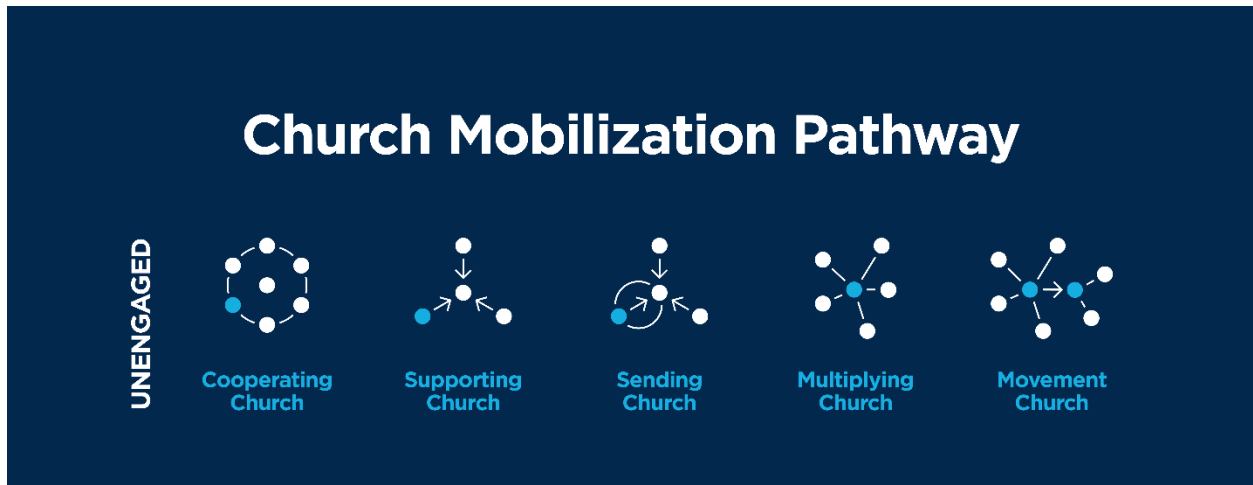 Church Mobilization Pathway
UNENGAGED
Cooperating
Church
Supporting
Church
Sending
Church
Multiplying
Church
Movement
Church